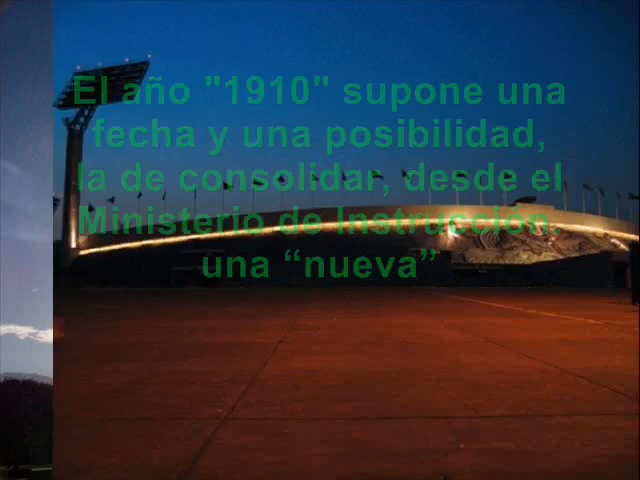 El año "1910" supone una
fecha y una posibilidad,
la de consolidar, desde el
Ministerio de Instrucción,
una “nueva”